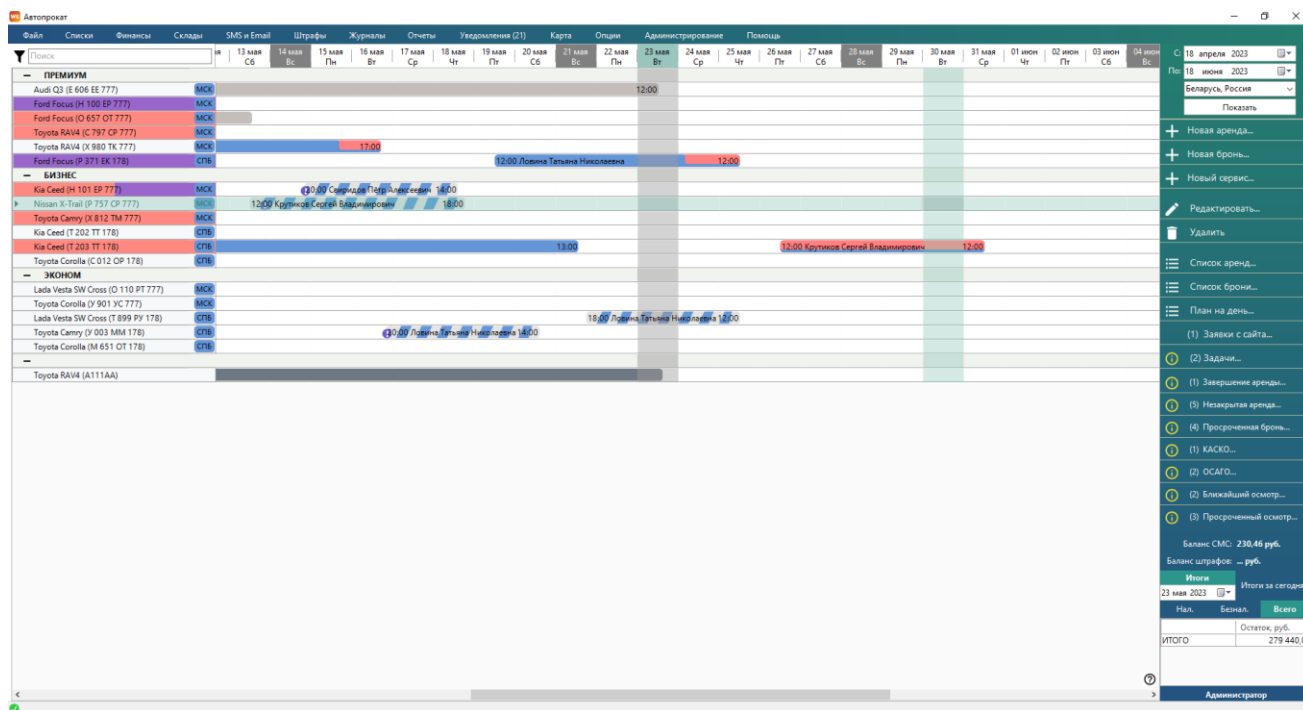 Автопрокат
Файл Списки Финансы Склады SMS и Email Штрафы Журналы Отчеты Уведомления (21) Карта Опции Администрирование Помощь
Поиск
13 мая 14 мая 15 мая 16 мая 17 мая 18 мая 19 мая 20 мая 21 мая 22 мая 23 мая 24 мая 25 мая 26 мая 27 мая 28 мая 29 мая 30 мая 31 мая 01 июн 02 июн 03 июн 04 июн
Сб Вс Пн Вт Ср Чт Пт Сб Вс Пн Вт Ср Чт Пт Сб Вс Пн Вт Ср Чт Пт Сб Вс
ПРЕМИУМ
Audi Q3 (Е 606 ЕЕ 777) МСК 12:00
Ford Focus (Н 100 ЕР 777) МСК
Ford Focus (О 657 ОТ 777) МСК
Toyota RAV4 (С 797 СР 777) МСК
Toyota RAV4 (Х 980 ТК 777) МСК 17:00
Ford Focus (Р 371 ЕК 178) СПБ 12:00 Ловина Татьяна Николаевна 12:00
БИЗНЕС
Kia Ceed (Н 101 ЕР 777) МСК 20:00 Свиридов Пётр Алексеевич 14:00
Nissan X-Trail (Р 757 СР 777) МСК 12:00 Крутиков Сергей Владимирович 18:00
Toyota Camry (Х 812 ТМ 777) МСК
Kia Ceed (Т 202 ТТ 178) СПБ
Kia Ceed (Т 203 ТТ 178) СПБ 13:00 12:00 Крутиков Сергей Владимирович 12:00
Toyota Corolla (С 012 ОР 178) СПБ
ЭКОНОМ
Lada Vesta SW Cross (О 110 РТ 777) МСК
Toyota Corolla (У 901 УС 777) МСК
Lada Vesta SW Cross (Т 899 РУ 178) СПБ 18:00 Ловина Татьяна Николаевна 12:00
Toyota Camry (У 003 ММ 178) СПБ :00 Ловина Татьяна Николаевна 14:00
Toyota Corolla (М 651 ОТ 178) СПБ
Toyota RAV4 (А111АА)
С: 18 апреля 2023
По: 18 июня 2023
Беларусь, Россия
Показать
Новая аренда...
Новая бронь...
Новый сервис...
Редактировать...
Удалить
Список аренд...
Список брони...
План на день...
(1) Заявки с сайта...
(2) Задачи...
(1) Завершение аренды...
(5) Незакрытая аренда...
(4) Просроченная бронь...
(1) КАСКО...
(2) ОСАГО...
(2) Ближайший осмотр...
(3) Просроченный осмотр...
Баланс СМС: 230,46 руб.
Баланс штрафов: ... руб.
Итоги
23 мая 2023
Итоги за сегодня
Нал. Безнал. Всего
Остаток, руб.
ИТОГО 279 440,0
Администратор